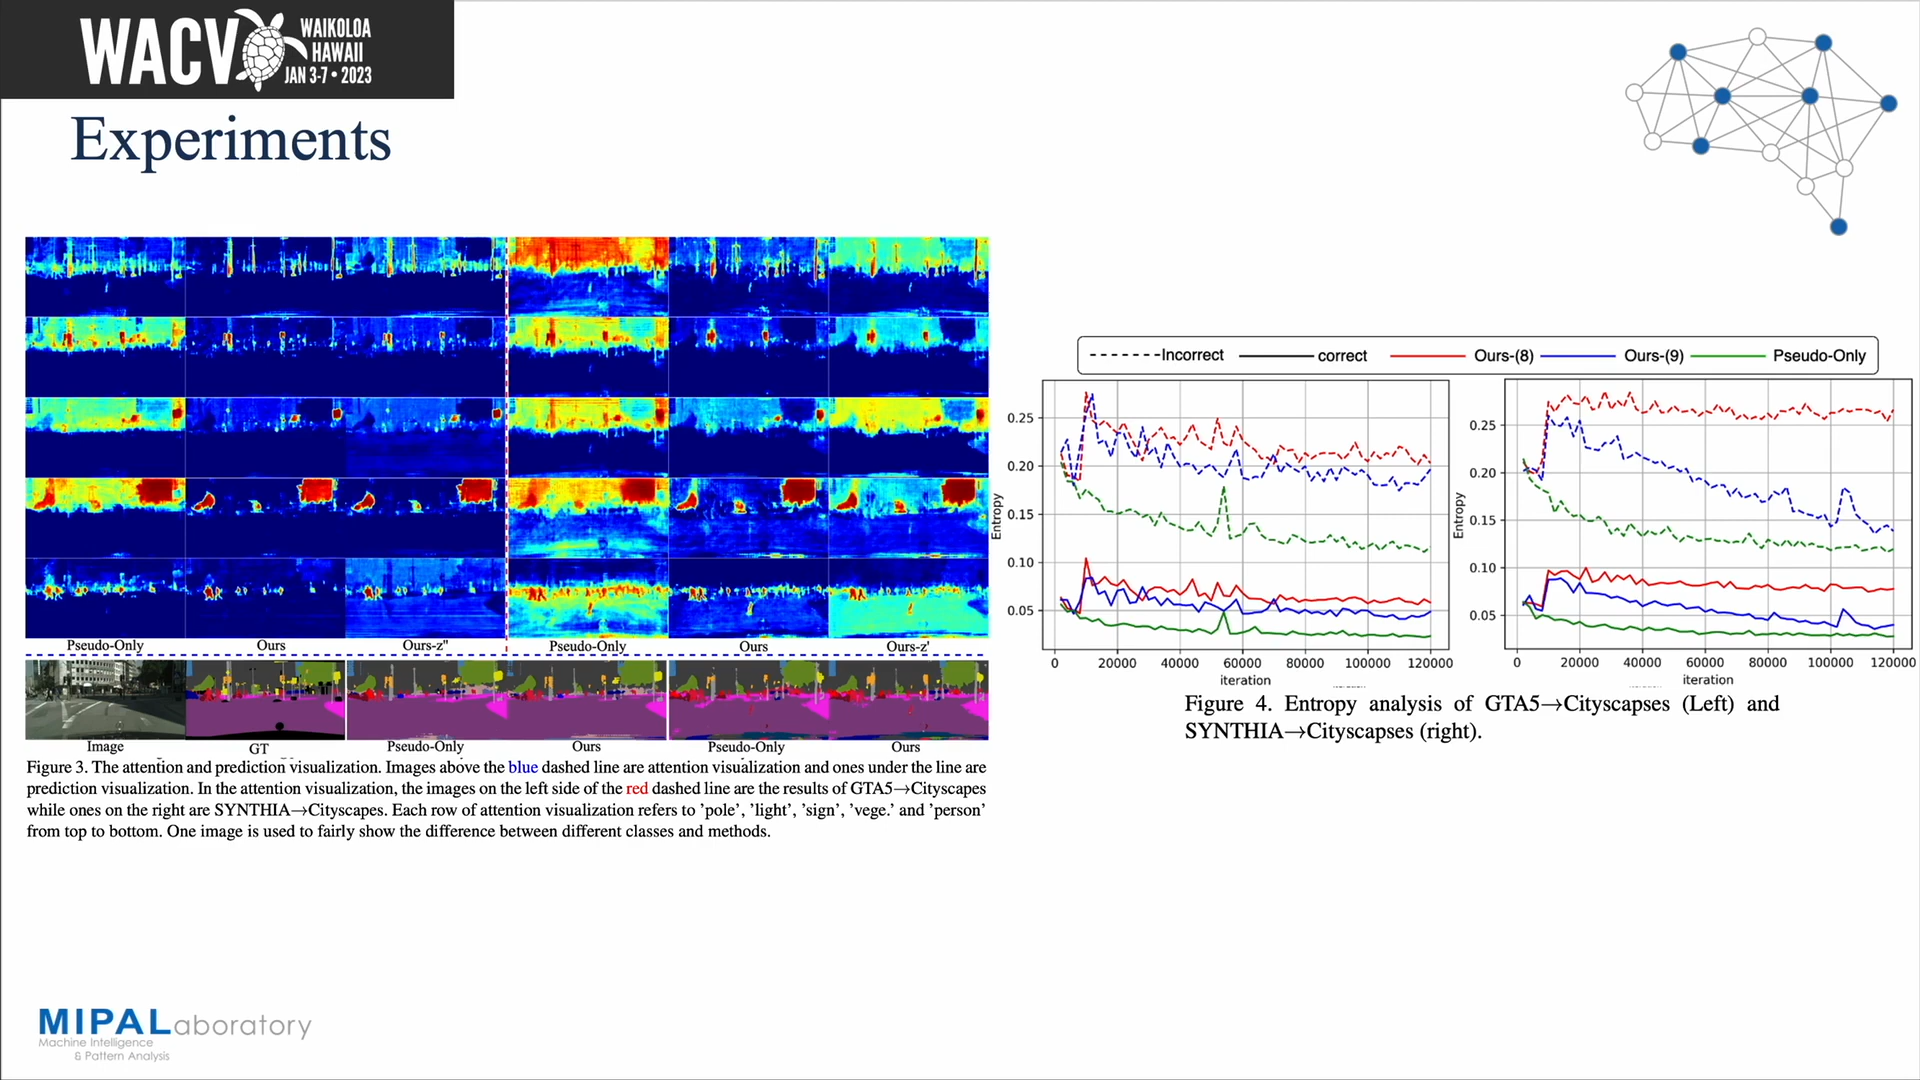 WACV
WAIKOLOA
HAWAII
JAN 3-7 • 2023
Experiments
Pseudo-Only Ours Ours-z" Pseudo-Only Ours Ours-z'
Image GT Pseudo-Only Ours Pseudo-Only Ours
Figure 3. The attention and prediction visualization. Images above the blue dashed line are attention visualization and ones under the line are
prediction visualization. In the attention visualization, the images on the left side of the red dashed line are the results of GTA5→Cityscapes
while ones on the right are SYNTHIA→Cityscapes. Each row of attention visualization refers to 'pole', 'light', 'sign', 'vege.' and 'person'
from top to bottom. One image is used to fairly show the difference between different classes and methods.
Incorrect correct Ours-(8) Ours-(9) Pseudo-Only
Entropy
0.25
0.20
0.15
0.10
0.05
0 20000 40000 60000 80000 100000 120000
iteration
Entropy
0.25
0.20
0.15
0.10
0.05
0 20000 40000 60000 80000 100000 120000
iteration
Figure 4. Entropy analysis of GTA5→Cityscapses (Left) and
SYNTHIA→Cityscapses (right).
MIPALaboratory
Machine Intelligence
& Pattern Analysis